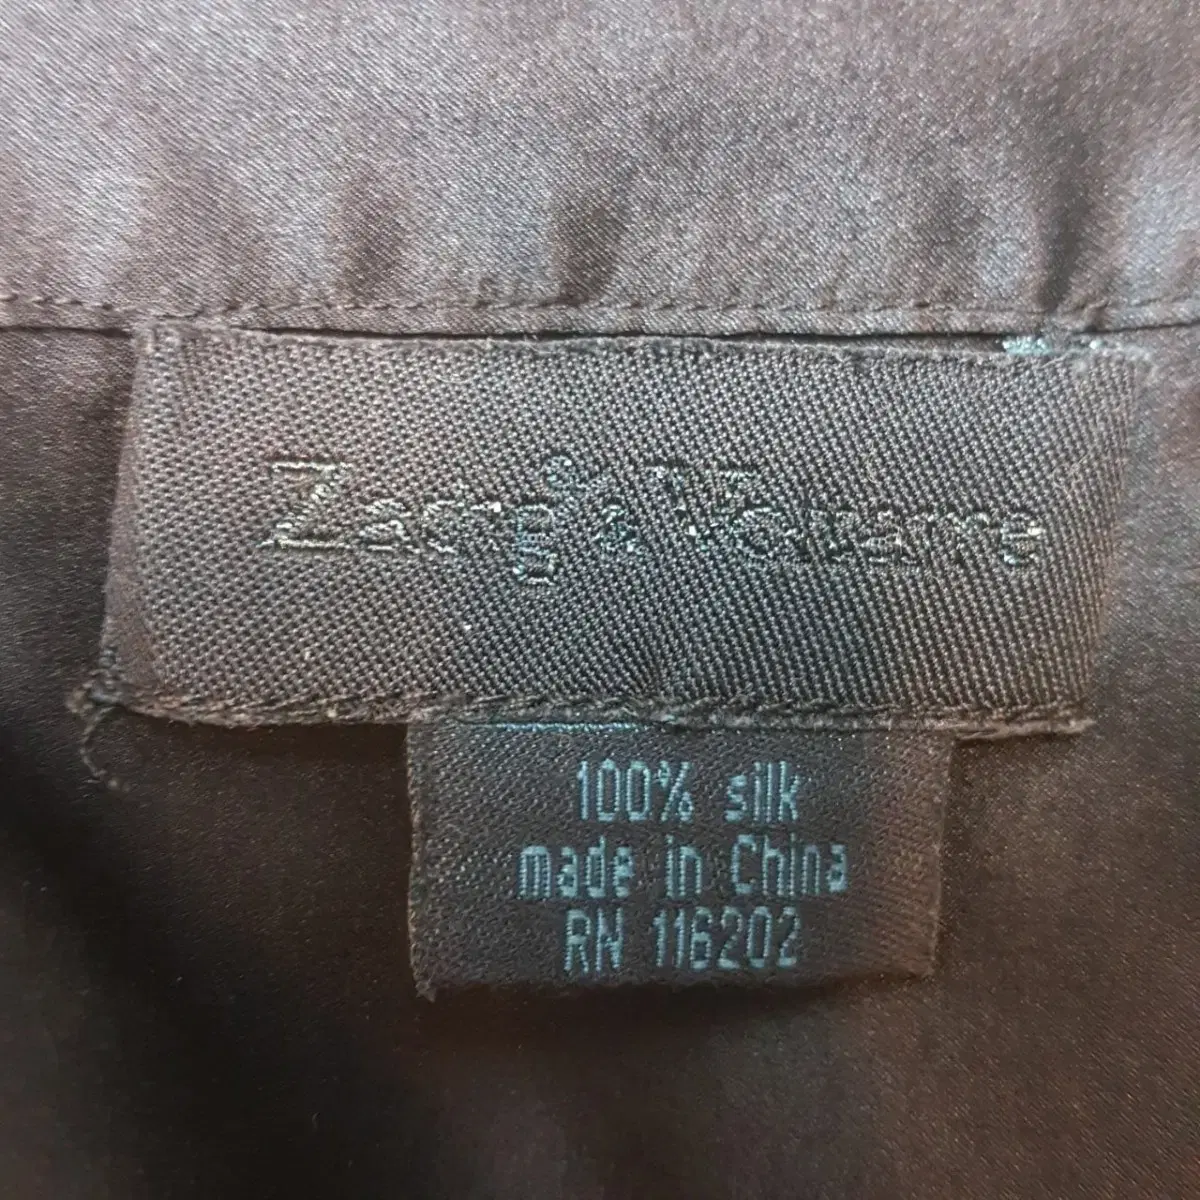 Zadig & Voltaire
100% silk
made in China
RN 116202